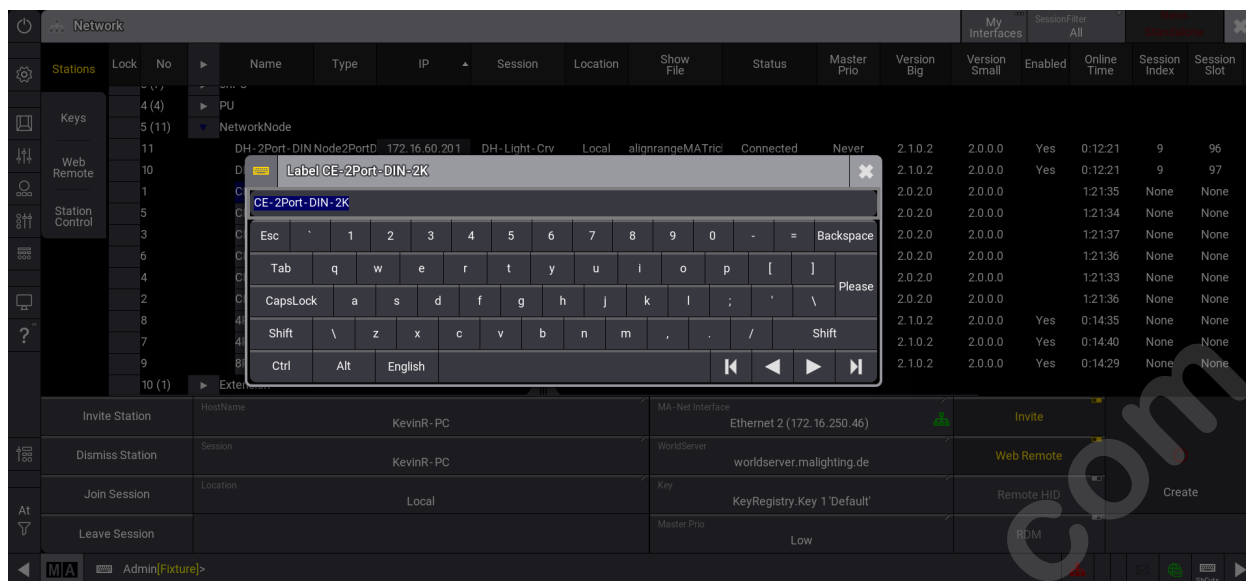 Network
My Interfaces
SessionFilter
All
Stations
Lock No Name Type IP Session Location Show File Status Master Prio Version Big Version Small Enabled Online Time Session Index Session Slot
Keys
Web Remote
Station Control
4 (4) PU
5 (11) NetworkNode
11 DH-2Port-DIN Node2PortD 172.16.60.201 DH-Light-Cry Local alignrangeMATric Connected Never 2.1.0.2 2.0.0.0 Yes 0:12:21 9 96
10 2.1.0.2 2.0.0.0 Yes 0:12:21 9 97
1 2.0.2.0 2.0.0.0 1:21:35 None None
5 2.0.2.0 2.0.0.0 1:21:34 None None
3 2.0.2.0 2.0.0.0 1:21:37 None None
6 2.0.2.0 2.0.0.0 1:21:36 None None
4 2.0.2.0 2.0.0.0 1:21:33 None None
2 2.0.2.0 2.0.0.0 1:21:36 None None
8 2.1.0.2 2.0.0.0 Yes 0:14:35 None None
7 2.1.0.2 2.0.0.0 Yes 0:14:40 None None
9 2.1.0.2 2.0.0.0 Yes 0:14:29 None None
10 (1) Extension
Label CE-2Port-DIN-2K
CE-2Port-DIN-2K
Esc ` 1 2 3 4 5 6 7 8 9 0 - = Backspace
Tab q w e r t y u i o p [ ]
Please
CapsLock a s d f g h j k l ; ' \
Shift \ z x c v b n m , . / Shift
Ctrl Alt English
Invite Station
HostName
KevinR-PC
MA-Net Interface
Ethernet 2 (172.16.250.46)
Invite
Dismiss Station
Session
KevinR-PC
WorldServer
worldserver.malighting.de
Web Remote
Join Session
Location
Local
Key
KeyRegistry.Key 1 'Default'
Remote HID
Create
Leave Session
Master Prio
Low
RDM
At
MA Admin[Fixture]>
com